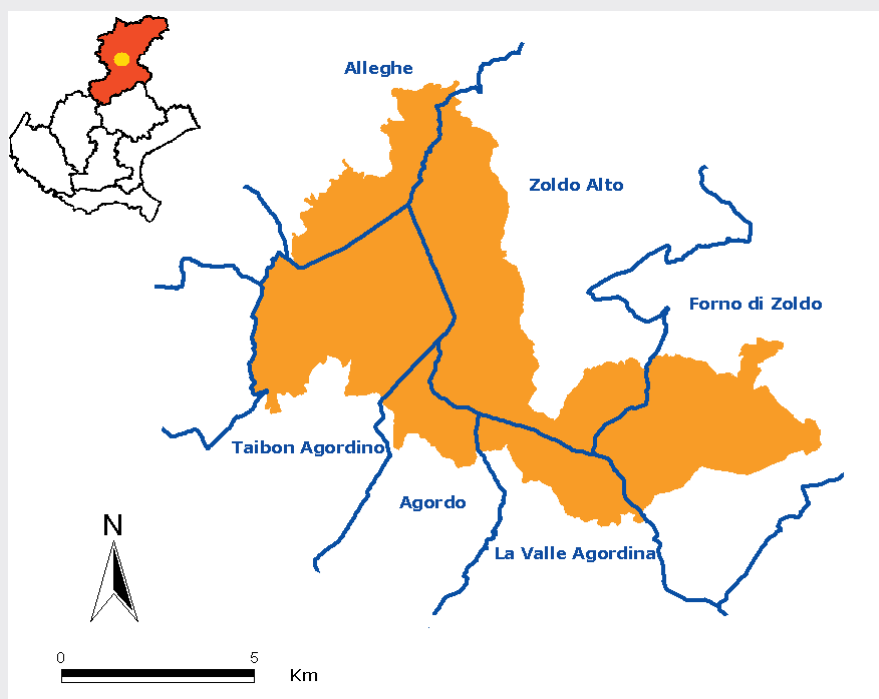 Alleghe
Zoldo Alto
Forno di Zoldo
Taibon Agordino
Agordo
La Valle Agordina
N
0 5
Km